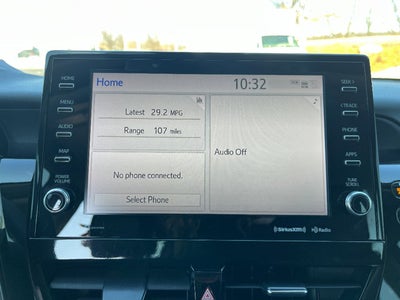 HOME
MENU
AUDIO
MAP
POWER
VOLUME
Home
10:32
Latest 29.2 MPG
Range 107 miles
No phone connected.
Select Phone
Audio Off
SEEK >
< TRACK
PHONE
APPS
TUNE
SCROLL
SiriusXM
HD Radio